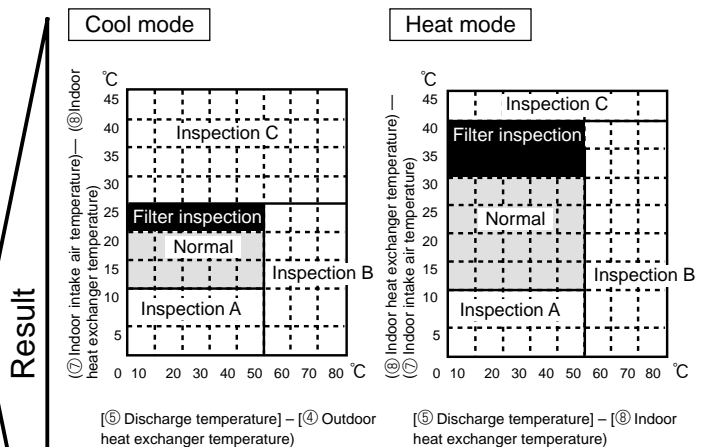 Cool mode
Heat mode
Result
℃
45
40
35
30
25
20
15
10
5
0 10 20 30 40 50 60 70 80 ℃
(⑦Indoor intake air temperature)— (⑧Indoor
heat exchanger temperature)
Inspection C
Filter inspection
Normal
Inspection B
Inspection A
[⑤ Discharge temperature] – [④ Outdoor
heat exchanger temperature)
℃
45
40
35
30
25
20
15
10
5
0 10 20 30 40 50 60 70 80 ℃
(⑧ Indoor heat exchanger temperature) —
(⑦ Indoor intake air temperature)
Inspection C
Filter inspection
Normal
Inspection B
Inspection A
[⑤ Discharge temperature] – [⑧ Indoor
heat exchanger temperature)